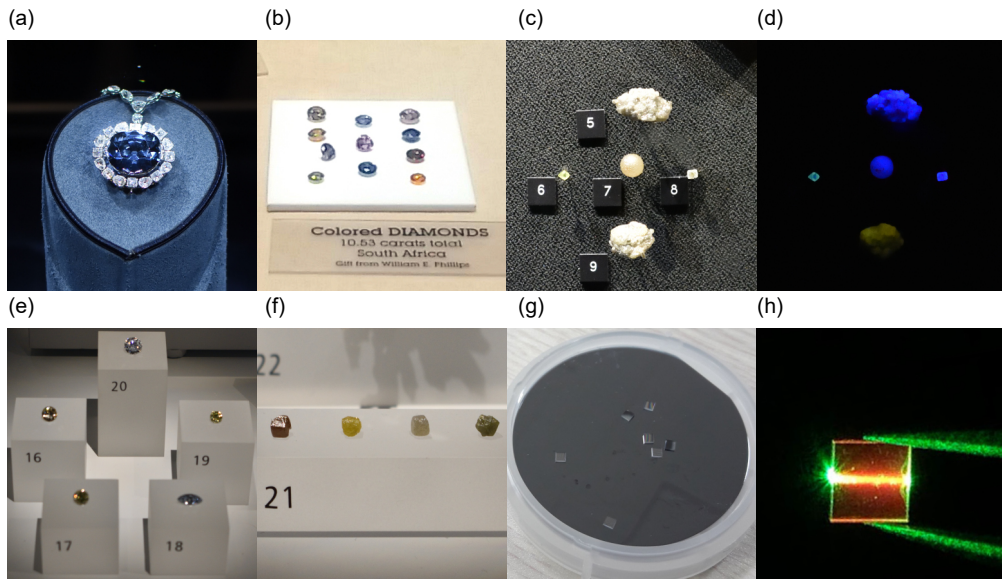 (a)
(b)
(c)
(d)
Colored DIAMONDS
10.53 carats total
South Africa
Gift from William E. Phillips
5
6
7
8
9
(e)
(f)
(g)
(h)
20
16
19
17
18
22
21